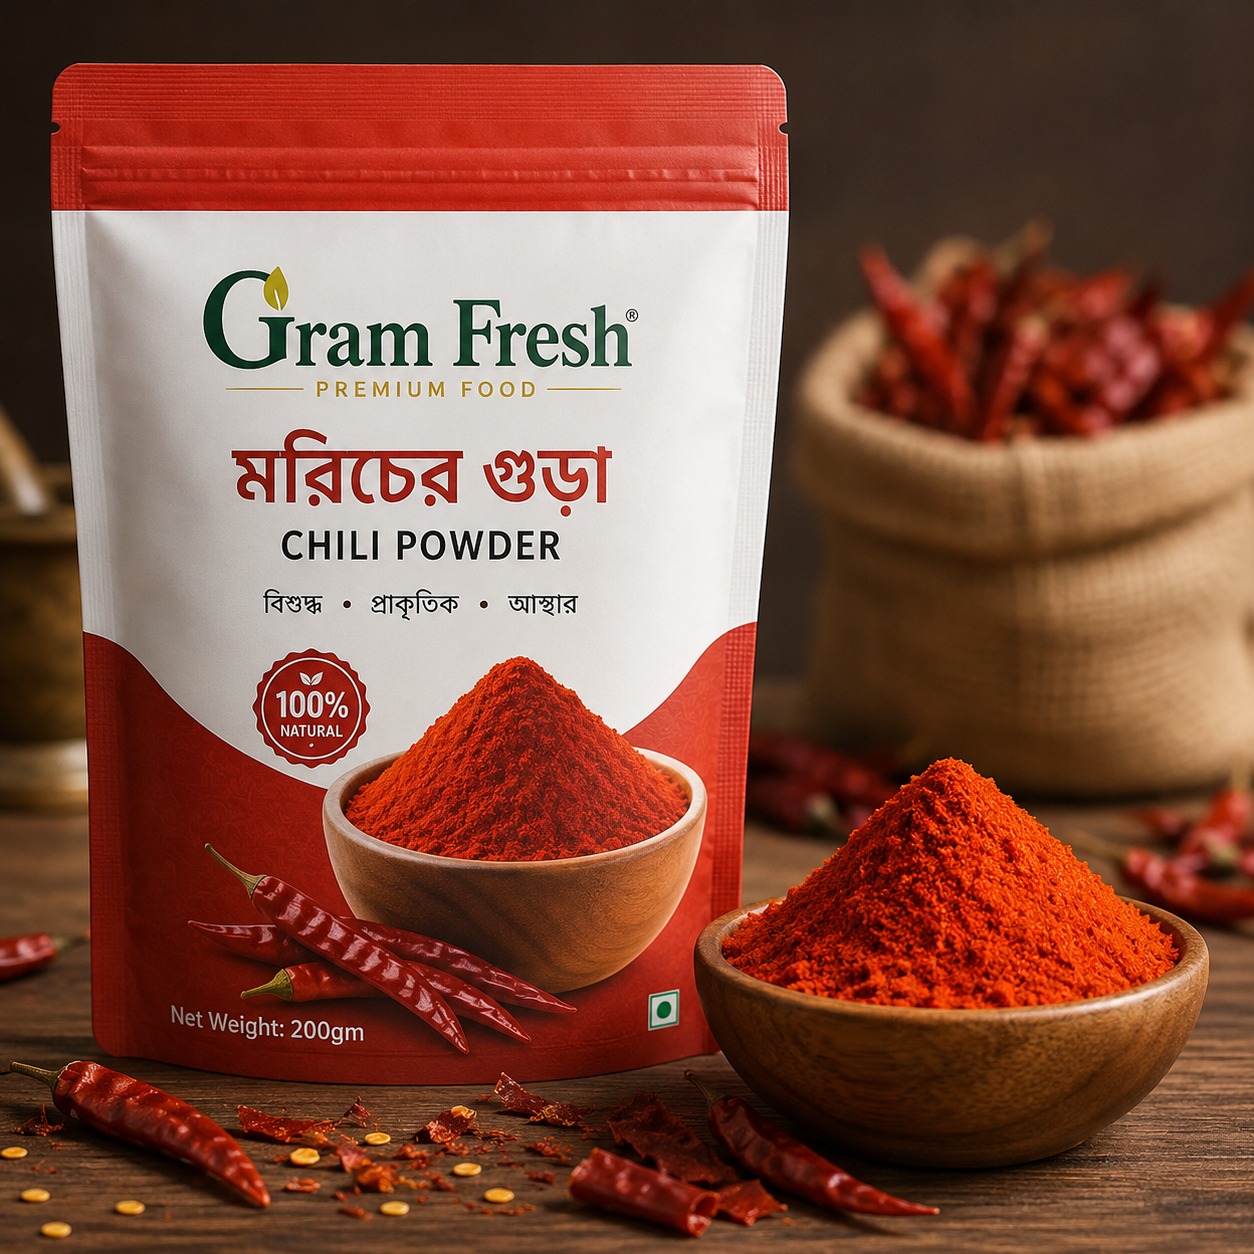 Gram Fresh®
PREMIUM FOOD
মরিচের গুড়া
CHILI POWDER
বিশুদ্ধ • প্রাকৃতিক • আস্থার
100%
NATURAL
Net Weight: 200gm